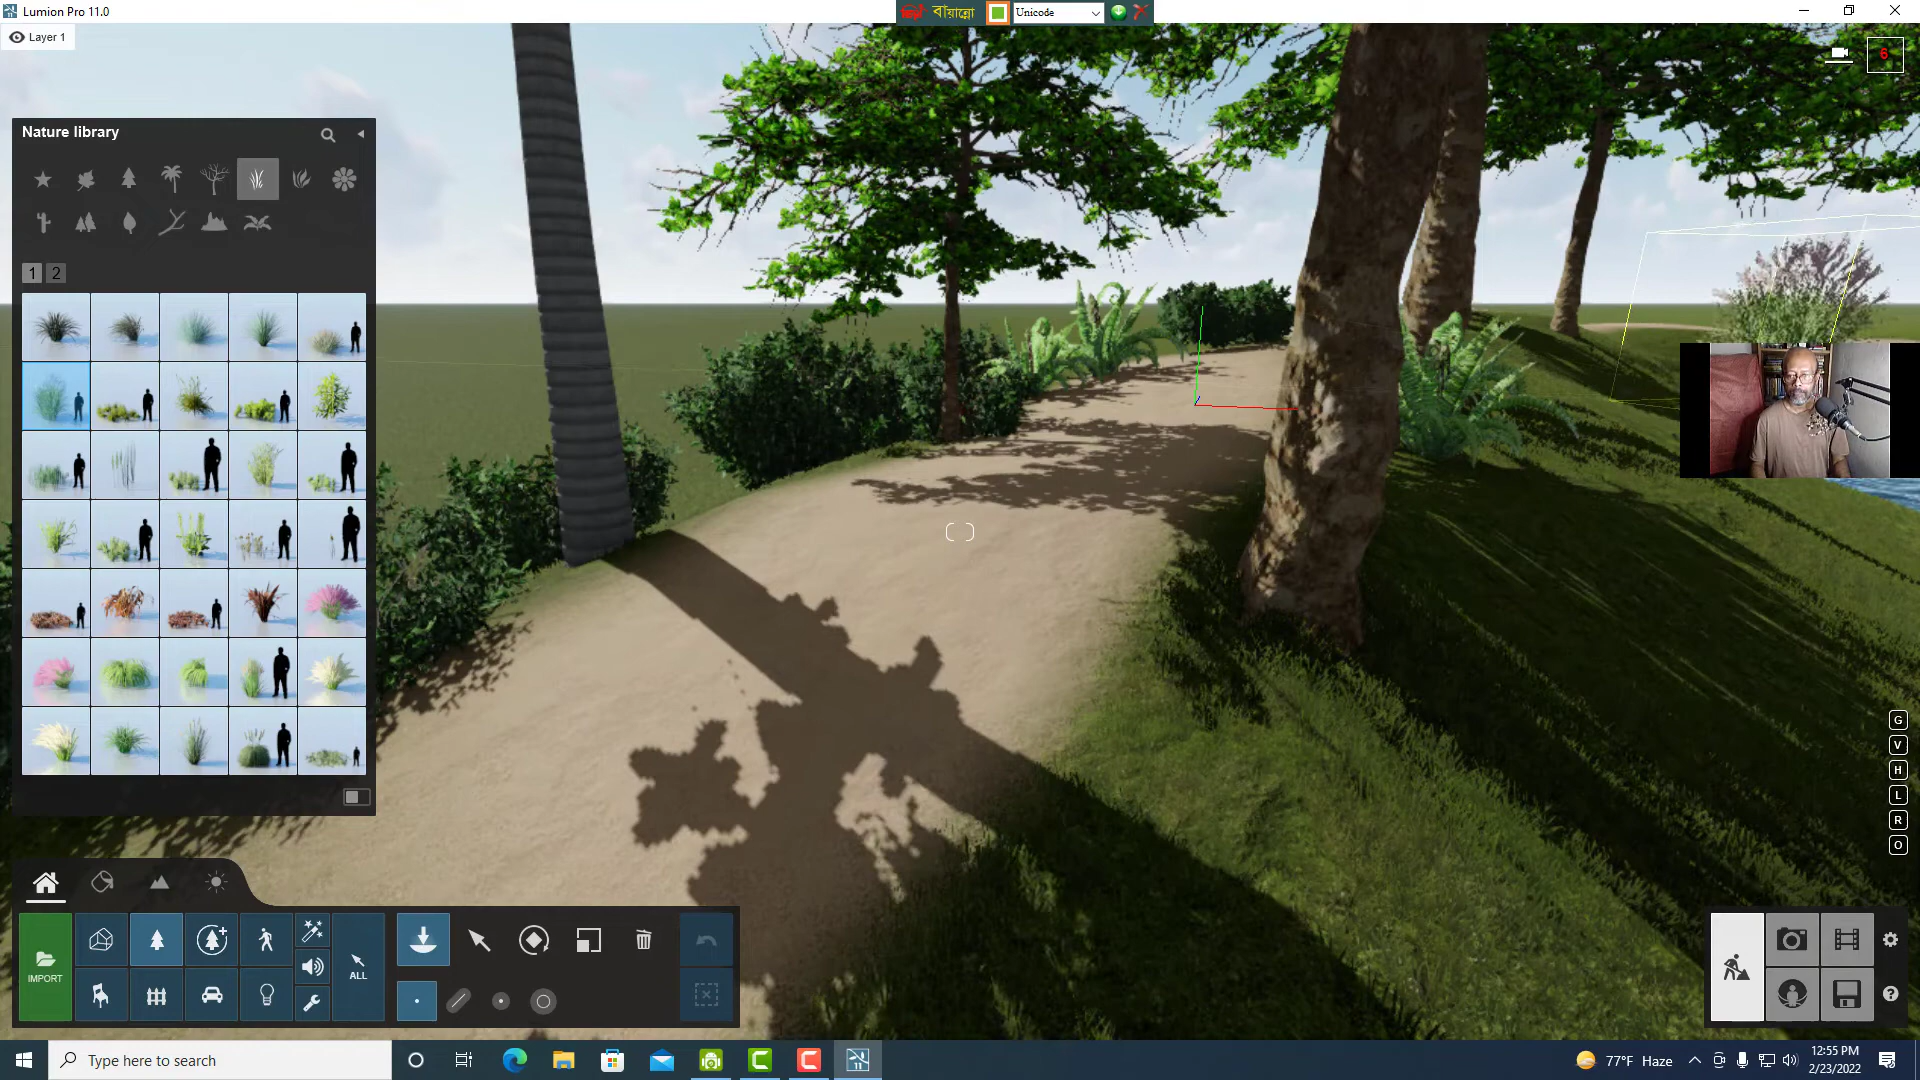 Lumion Pro 11.0
বাঁয়ান্নো
Unicode
Layer 1
6
Nature library
1 2
G
V
H
L
R
O
IMPORT
ALL
?
Type here to search
77°F Haze
12:55 PM
2/23/2022